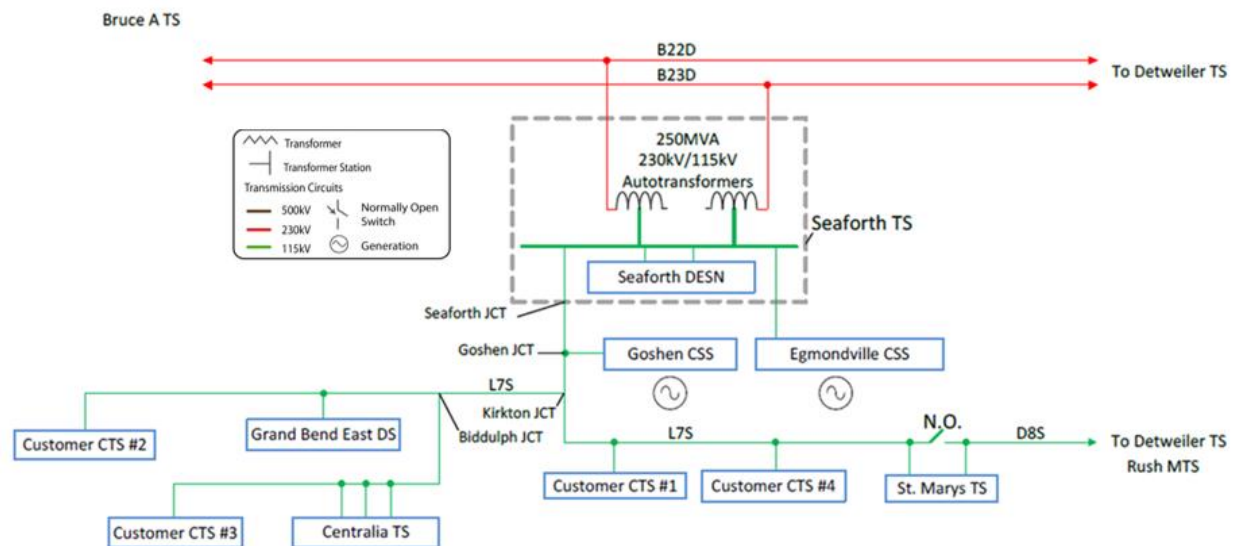 Bruce A TS
B22D
B23D
To Detweiler TS
250MVA
230kV/115kV
Autotransformers
Transformer
Transformer Station
Transmission Circuits
500kV
230kV
115kV
Normally Open
Switch
Generation
Seaforth TS
Seaforth DESN
Seaforth JCT
Goshen JCT
Goshen CSS
Egmondville CSS
L7S
Kirkton JCT
Biddulph JCT
Customer CTS #2
Grand Bend East DS
L7S
N.O.
D8S
To Detweiler TS
Rush MTS
Customer CTS #1
Customer CTS #4
St. Marys TS
Customer CTS #3
Centralia TS